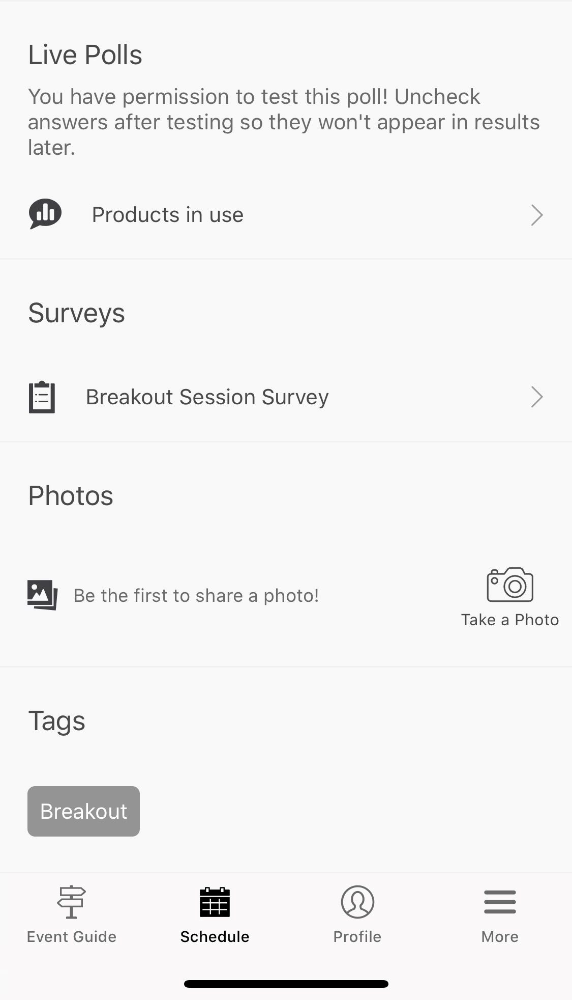 Live Polls
You have permission to test this poll! Uncheck
answers after testing so they won't appear in results
later.
Products in use
Surveys
Breakout Session Survey
Photos
Be the first to share a photo!
Take a Photo
Tags
Breakout
Event Guide
Schedule
Profile
More